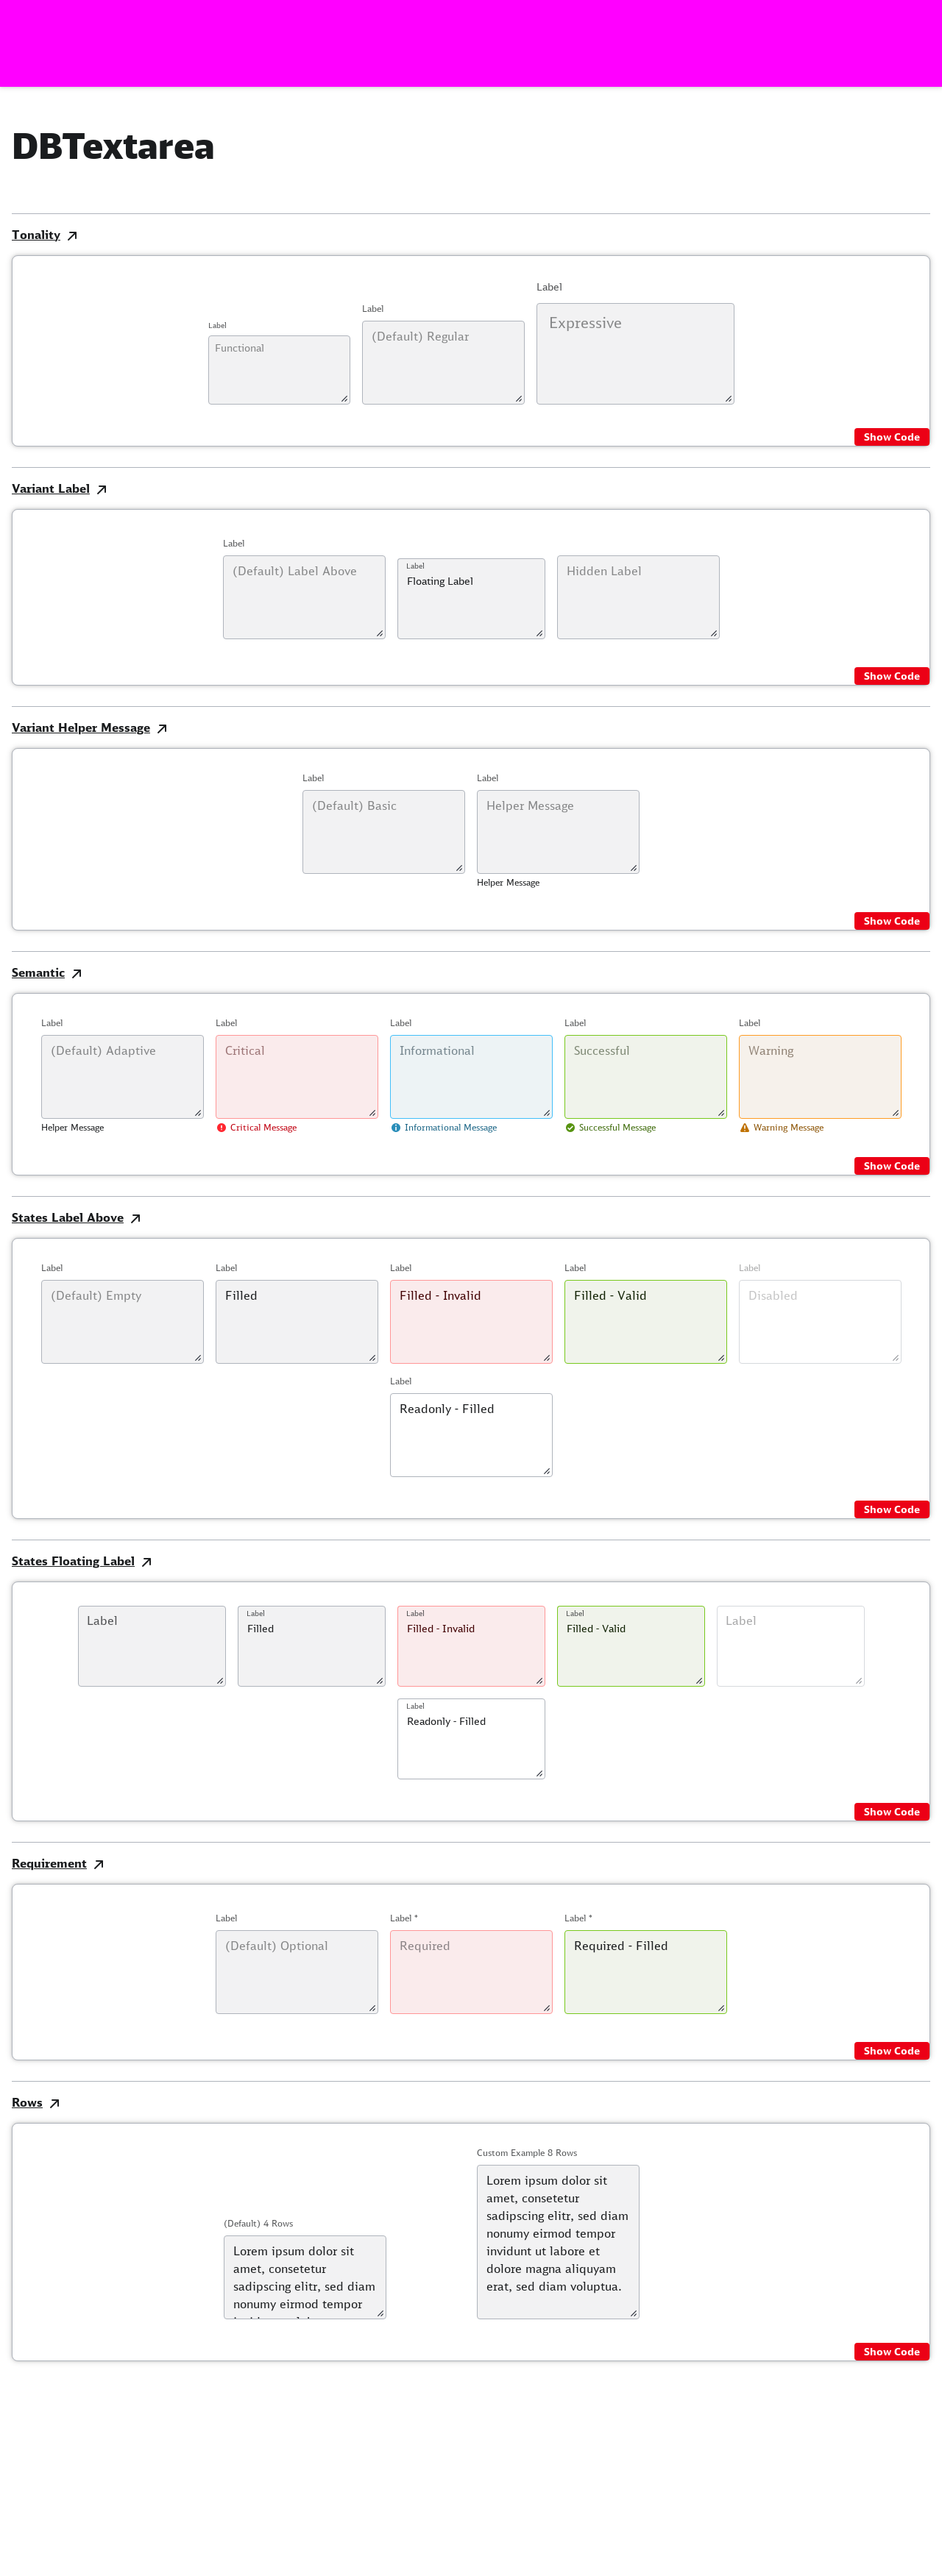 DBTextarea
Tonality
Label
Functional
Label
(Default) Regular
Label
Expressive
Show Code
Variant Label
Label
(Default) Label Above
Label
Floating Label
Hidden Label
Show Code
Variant Helper Message
Label
(Default) Basic
Label
Helper Message
Helper Message
Show Code
Semantic
Label
(Default) Adaptive
Helper Message
Label
Critical
Critical Message
Label
Informational
Informational Message
Label
Successful
Successful Message
Label
Warning
Warning Message
Show Code
States Label Above
Label
(Default) Empty
Label
Filled
Label
Filled - Invalid
Label
Filled - Valid
Label
Disabled
Label
Readonly - Filled
Show Code
States Floating Label
Label
Label
Filled
Label
Filled - Invalid
Label
Filled - Valid
Label
Label
Readonly - Filled
Show Code
Requirement
Label
(Default) Optional
Label *
Required
Label *
Required - Filled
Show Code
Rows
(Default) 4 Rows
Lorem ipsum dolor sit
amet, consetetur
sadipscing elitr, sed diam
nonumy eirmod tempor
Custom Example 8 Rows
Lorem ipsum dolor sit
amet, consetetur
sadipscing elitr, sed diam
nonumy eirmod tempor
invidunt ut labore et
dolore magna aliquyam
erat, sed diam voluptua.
Show Code